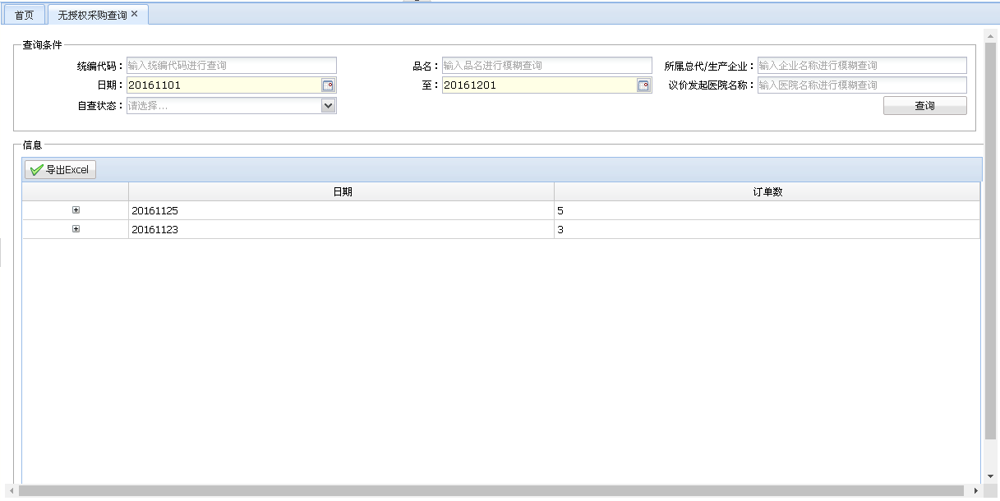 首页 无授权采购查询
查询条件
统编代码： 输入统编代码进行查询 品名： 输入品名进行模糊查询 所属总代/生产企业： 输入企业名称进行模糊查询
日期： 20161101 至： 20161201 议价发起医院名称： 输入医院名称进行模糊查询
自查状态： 请选择... 查询
信息
导出Excel
日期 订单数
20161125 5
20161123 3